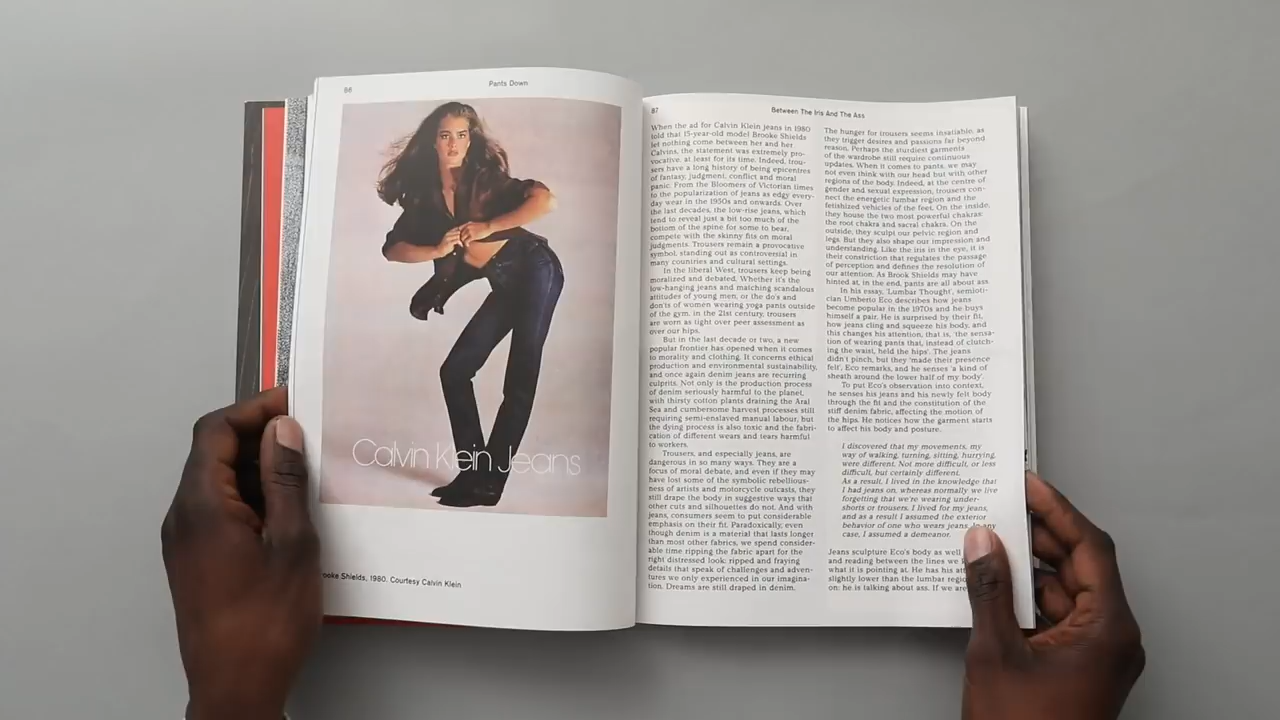 86
Pants Down
Calvin Klein Jeans
ooke Shields, 1980. Courtesy Calvin Klein
87
Between The Iris And The Ass
When the ad for Calvin Klein jeans in 1980
told that 15-year-old model Brooke Shields
let nothing come between her and her
Calvins, the statement was extremely pro-
vocative, at least for its time. Indeed, trou-
sers have a long history of being epicentres
of fantasy, judgment, conflict and moral
panic. From the Bloomers of Victorian times
to the popularization of jeans as edgy every-
day wear in the 1950s and onwards. Over
the last decades, the low-rise jeans, which
tend to reveal just a bit too much of the
bottom of the spine for some to bear,
compete with the skinny fits on moral
judgments. Trousers remain a provocative
symbol, standing out as controversial in
many countries and cultural settings.
In the liberal West, trousers keep being
moralized and debated. Whether it's the
low-hanging jeans and matching scandalous
attitudes of young men, or the do's and
don'ts of women wearing yoga pants outside
of the gym, in the 21st century, trousers
are worn as tight over peer assessment as
over our hips.
But in the last decade or two, a new
popular frontier has opened when it comes
to morality and clothing. It concerns ethical
production and environmental sustainability,
and once again denim jeans are recurring
culprits. Not only is the production process
of denim seriously harmful to the planet,
with thirsty cotton plants draining the Aral
Sea and cumbersome harvest processes still
requiring semi-enslaved manual labour, but
the dying process is also toxic and the fabri-
cation of different wears and tears harmful
to workers.
Trousers, and especially jeans, are
dangerous in so many ways. They are a
focus of moral debate, and even if they may
have lost some of the symbolic rebellious-
ness of artists and motorcycle outcasts, they
still drape the body in suggestive ways that
other cuts and silhouettes do not. And with
jeans, consumers seem to put considerable
emphasis on their fit. Paradoxically, even
though denim is a material that lasts longer
than most other fabrics, we spend consider-
able time ripping the fabric apart for the
right distressed look: ripped and fraying
details that speak of challenges and adven-
tures we only experienced in our imagina-
tion. Dreams are still draped in denim.
The hunger for trousers seems insatiable, as
they trigger desires and passions far beyond
reason. Perhaps the sturdiest garments
of the wardrobe still require continuous
updates. When it comes to pants, we may
not even think with our head but with other
regions of the body. Indeed, at the centre of
gender and sexual expression, trousers con-
nect the energetic lumbar region and the
fetishized vehicles of the feet. On the inside,
they house the two most powerful chakras:
the root chakra and sacral chakra. On the
outside, they sculpt our pelvic region and
legs. But they also shape our impression and
understanding. Like the iris in the eye, it is
their constriction that regulates the passage
of perception and defines the resolution of
our attention. As Brook Shields may have
hinted at, in the end, pants are all about ass.
In his essay, 'Lumbar Thought', semioti-
cian Umberto Eco describes how jeans
become popular in the 1970s and he buys
himself a pair. He is surprised by their fit,
how jeans cling and squeeze his body, and
this changes his attention, that is, 'the sensa-
tion of wearing pants that, instead of clutch-
ing the waist, held the hips'. The jeans
didn't pinch, but they 'made their presence
felt', Eco remarks, and he senses 'a kind of
sheath around the lower half of my body'.
To put Eco's observation into context,
he senses his jeans and his newly felt body
through the fit and the constitution of the
stiff denim fabric, affecting the motion of
the hips. He notices how the garment starts
to affect his body and posture.
I discovered that my movements, my
way of walking, turning, sitting, hurrying,
were different. Not more difficult, or less
difficult, but certainly different.
As a result, I lived in the knowledge that
I had jeans on, whereas normally we live
forgetting that we're wearing under-
shorts or trousers. I lived for my jeans,
and as a result I assumed the exterior
behavior of one who wears jeans. In any
case, I assumed a demeanor.
Jeans sculpture Eco's body as well
and reading between the lines we
what it is pointing at. He has his
slightly lower than the lumbar
on: he is talking about ass. If we are